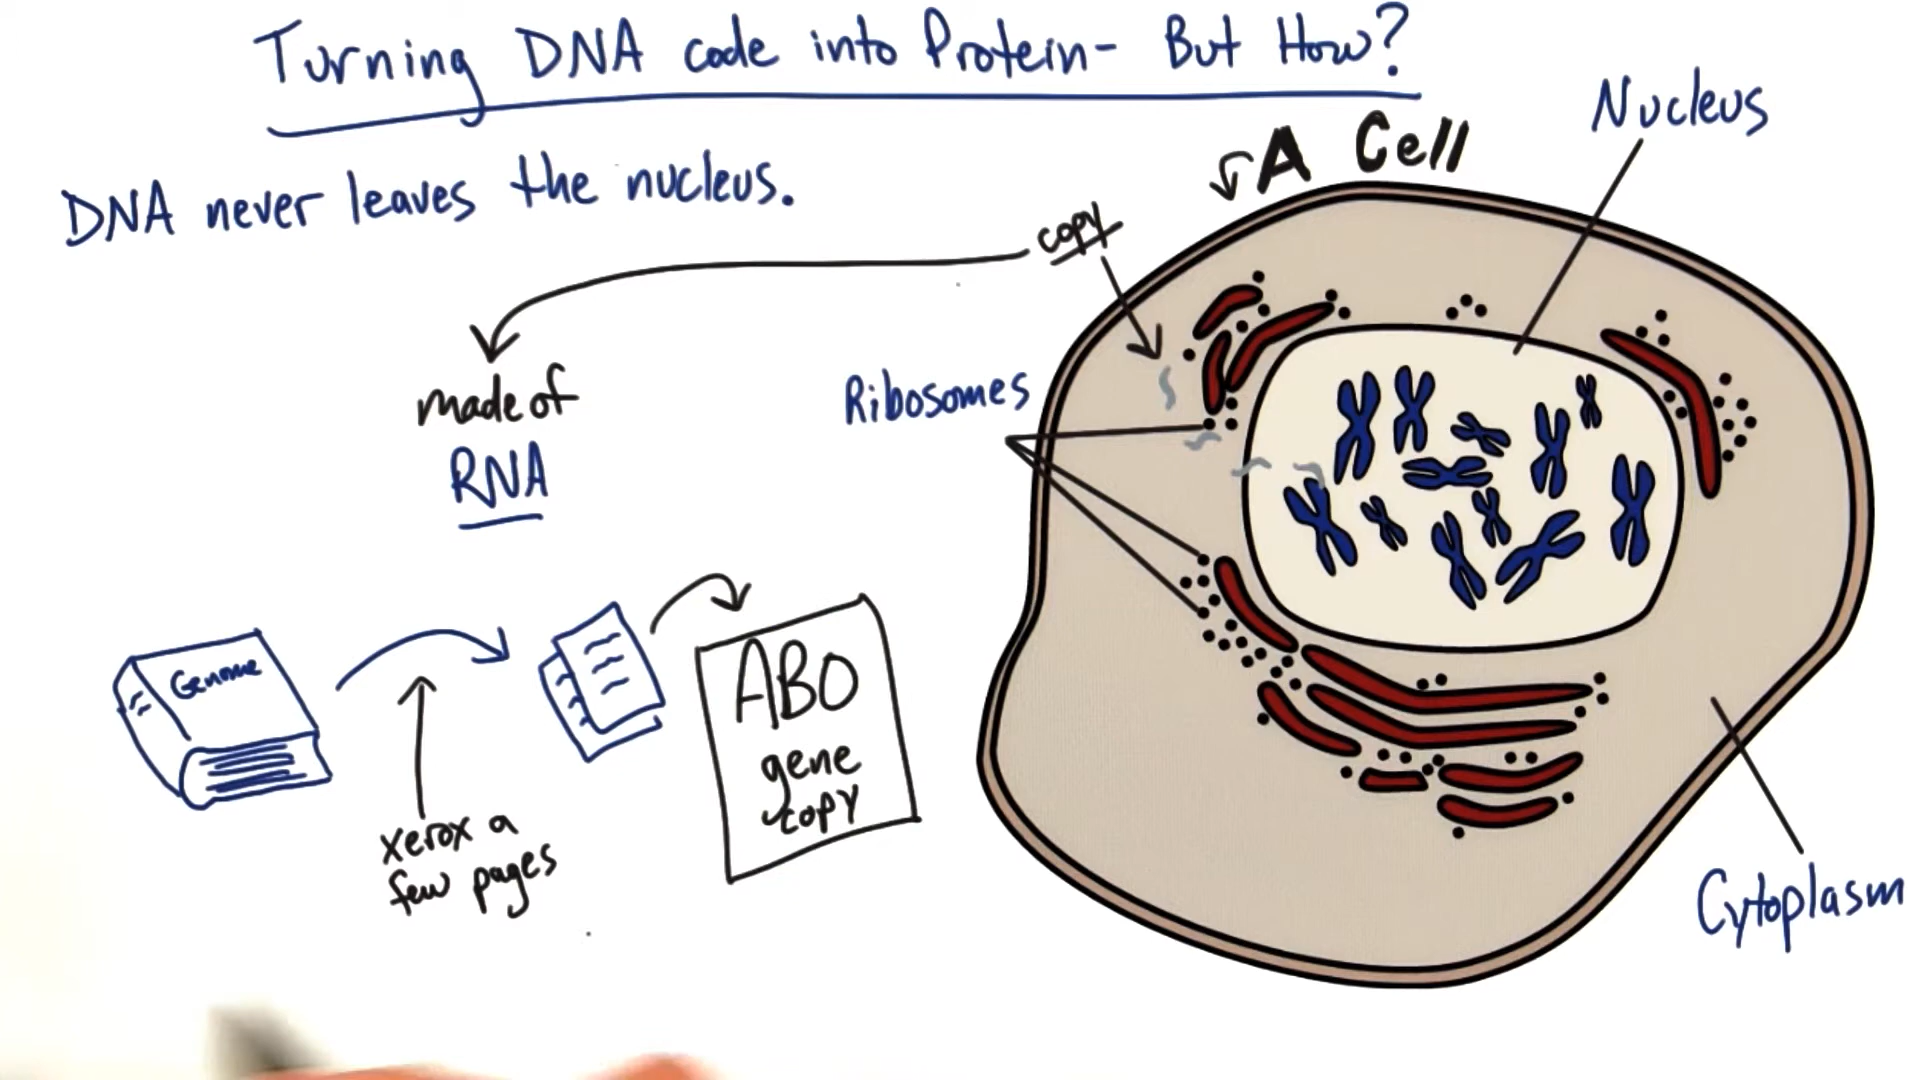 Turning DNA code into Protein- But How?
DNA never leaves the nucleus.
A Cell
Nucleus
copy
made of
RNA
Ribosomes
Genome
xerox a
few pages
ABO
gene
copy
Cytoplasm